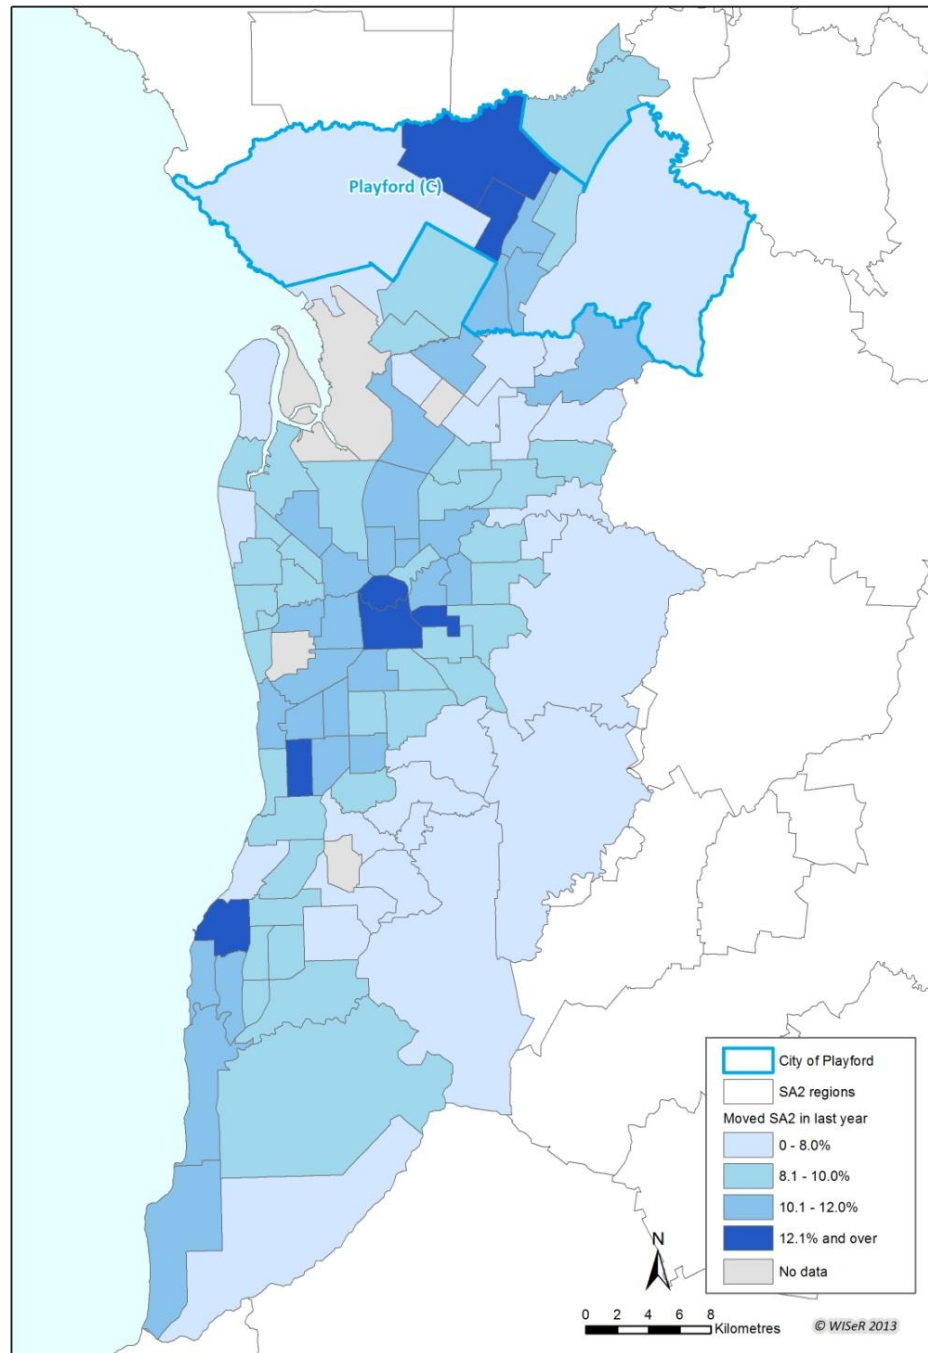 Playford (C)
City of Playford
SA2 regions
Moved SA2 in last year
0 - 8.0%
8.1 - 10.0%
10.1 - 12.0%
12.1% and over
No data
N
0 2 4 6 8
Kilometres
© WISeR 2013